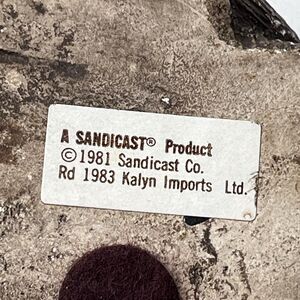 A SANDICAST® Product
©1981 Sandicast Co.
Rd 1983 Kalyn Imports Ltd.